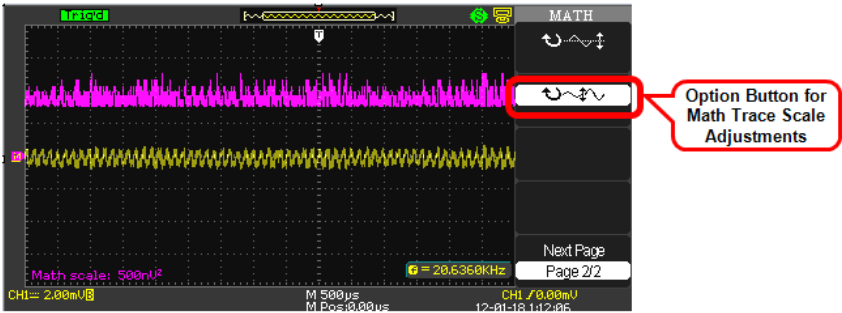 Trig'd
MATH
T
Option Button for
Math Trace Scale
Adjustments
M
Math scale: 500nV²
f = 20.6360KHz
Next Page
Page 2/2
CH1 2.00mVB
M 500µs
CH1 0.00mV
M Pos:0.00µs
12-01-18 1:12:06